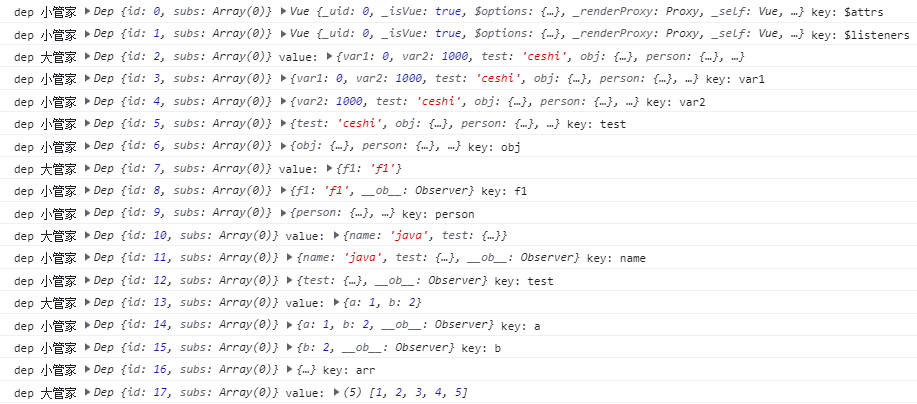 dep 小管家 ▶Dep {id: 0, subs: Array(0)} ▶Vue {_uid: 0, _isVue: true, $options: {…}, _renderProxy: Proxy, _self: Vue, …} key: $attrs
dep 小管家 ▶Dep {id: 1, subs: Array(0)} ▶Vue {_uid: 0, _isVue: true, $options: {…}, _renderProxy: Proxy, _self: Vue, …} key: $listeners
dep 大管家 ▶Dep {id: 2, subs: Array(0)} value: ▶{var1: 0, var2: 1000, test: 'ceshi', obj: {…}, person: {…}, …}
dep 小管家 ▶Dep {id: 3, subs: Array(0)} ▶{var1: 0, var2: 1000, test: 'ceshi', obj: {…}, person: {…}, …} key: var1
dep 小管家 ▶Dep {id: 4, subs: Array(0)} ▶{var2: 1000, test: 'ceshi', obj: {…}, person: {…}, …} key: var2
dep 小管家 ▶Dep {id: 5, subs: Array(0)} ▶{test: 'ceshi', obj: {…}, person: {…}, …} key: test
dep 小管家 ▶Dep {id: 6, subs: Array(0)} ▶{obj: {…}, person: {…}, …} key: obj
dep 大管家 ▶Dep {id: 7, subs: Array(0)} value: ▶{f1: 'f1'}
dep 小管家 ▶Dep {id: 8, subs: Array(0)} ▶{f1: 'f1', __ob__: Observer} key: f1
dep 小管家 ▶Dep {id: 9, subs: Array(0)} ▶{person: {…}, …} key: person
dep 大管家 ▶Dep {id: 10, subs: Array(0)} value: ▶{name: 'java', test: {…}}
dep 小管家 ▶Dep {id: 11, subs: Array(0)} ▶{name: 'java', test: {…}, __ob__: Observer} key: name
dep 小管家 ▶Dep {id: 12, subs: Array(0)} ▶{test: {…}, __ob__: Observer} key: test
dep 大管家 ▶Dep {id: 13, subs: Array(0)} value: ▶{a: 1, b: 2}
dep 小管家 ▶Dep {id: 14, subs: Array(0)} ▶{a: 1, b: 2, __ob__: Observer} key: a
dep 小管家 ▶Dep {id: 15, subs: Array(0)} ▶{b: 2, __ob__: Observer} key: b
dep 小管家 ▶Dep {id: 16, subs: Array(0)} ▶{…} key: arr
dep 大管家 ▶Dep {id: 17, subs: Array(0)} value: ▶(5) [1, 2, 3, 4, 5]